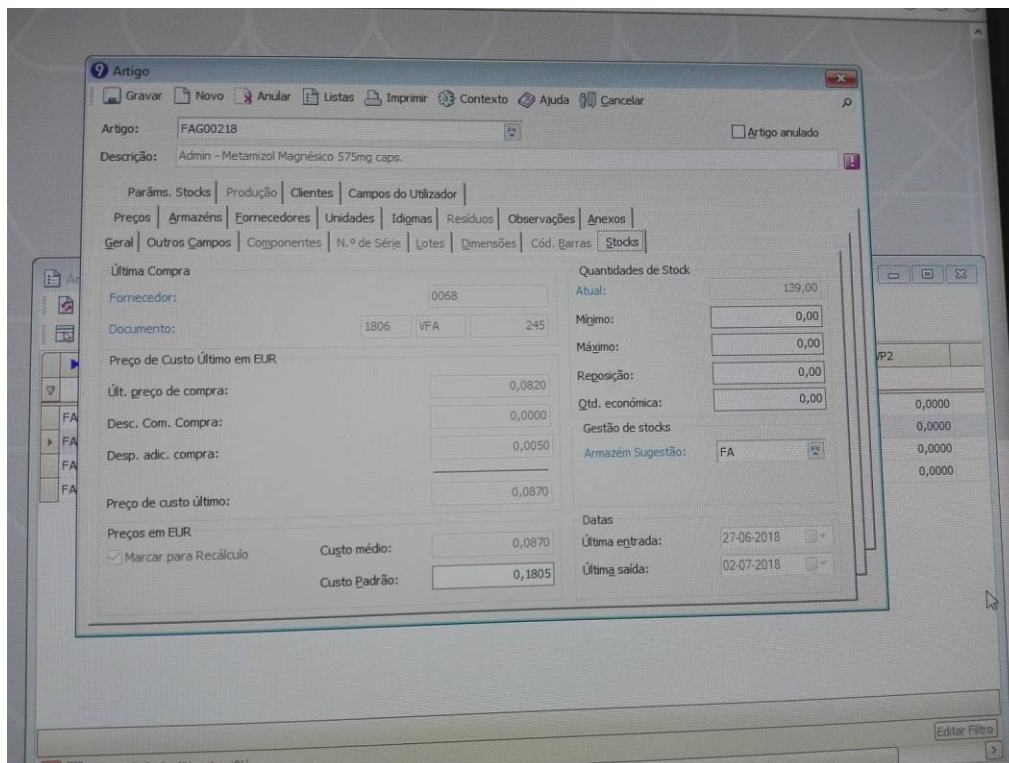 Artigo
Gravar Novo Anular Listas Imprimir Contexto Ajuda Cancelar
Artigo: FAG00218 Artigo anulado
Descrição: Admin - Metamizol Magnésico 575mg caps.
Parâms. Stocks Produção Clientes Campos do Utilizador
Preços Armazéns Fornecedores Unidades Idiomas Resíduos Observações Anexos
Geral Outros Campos Componentes N.º de Série Lotes Dimensões Cód. Barras Stocks
Última Compra
Fornecedor: 0068
Documento: 1806 VFA 245
Preço de Custo Último em EUR
Últ. preço de compra: 0,0820
Desc. Com. Compra: 0,0000
Desp. adic. compra: 0,0050
Preço de custo último: 0,0870
Preços em EUR
Marcar para Recálculo
Custo médio: 0,0870
Custo Padrão: 0,1805
Quantidades de Stock
Atual: 139,00
Mínimo: 0,00
Máximo: 0,00
Reposição: 0,00
Qtd. económica: 0,00
Gestão de stocks
Armazém Sugestão: FA
Datas
Última entrada: 27-06-2018
Última saída: 02-07-2018
FA
FA
FA
FA
VP2
0,0000
0,0000
0,0000
0,0000
Editar Filtro